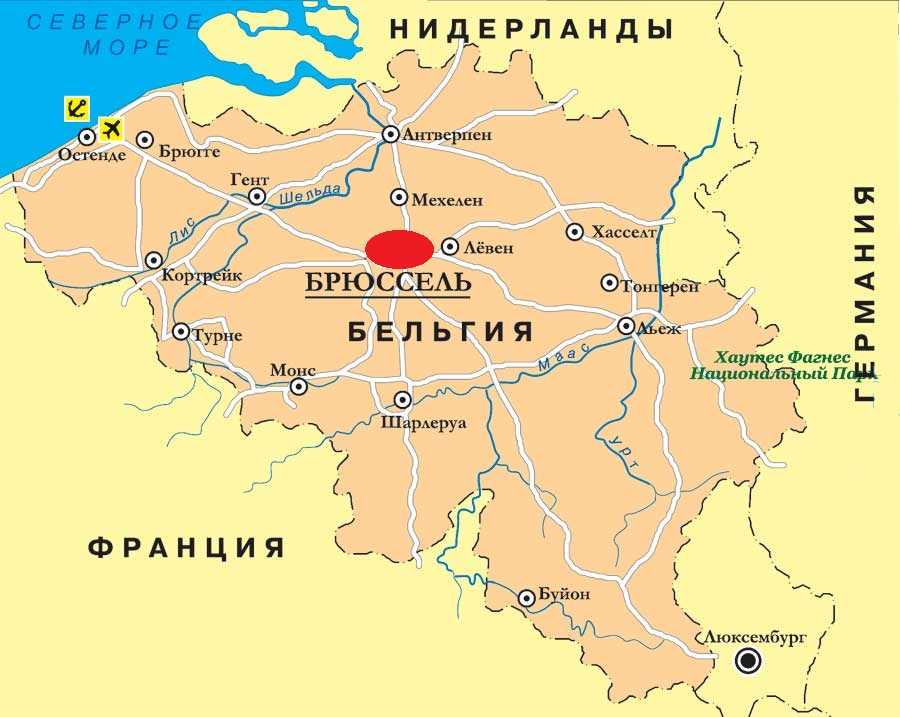 СЕВЕРНОЕ
МОРЕ
НИДЕРЛАНДЫ
Остенде
Брюгге
Антверпен
Гент
Шельда
Мехелен
Лис
Хасселт
Лёвен
Кортрейк
БРЮССЕЛЬ
Тонгерен
БЕЛЬГИЯ
Турне
Льеж
ГЕРМАНИЯ
Маас
Хаутес Фагнес
Национальный Парк
Монс
Шарлеруа
Урт
ФРАНЦИЯ
Буйон
Люксембург